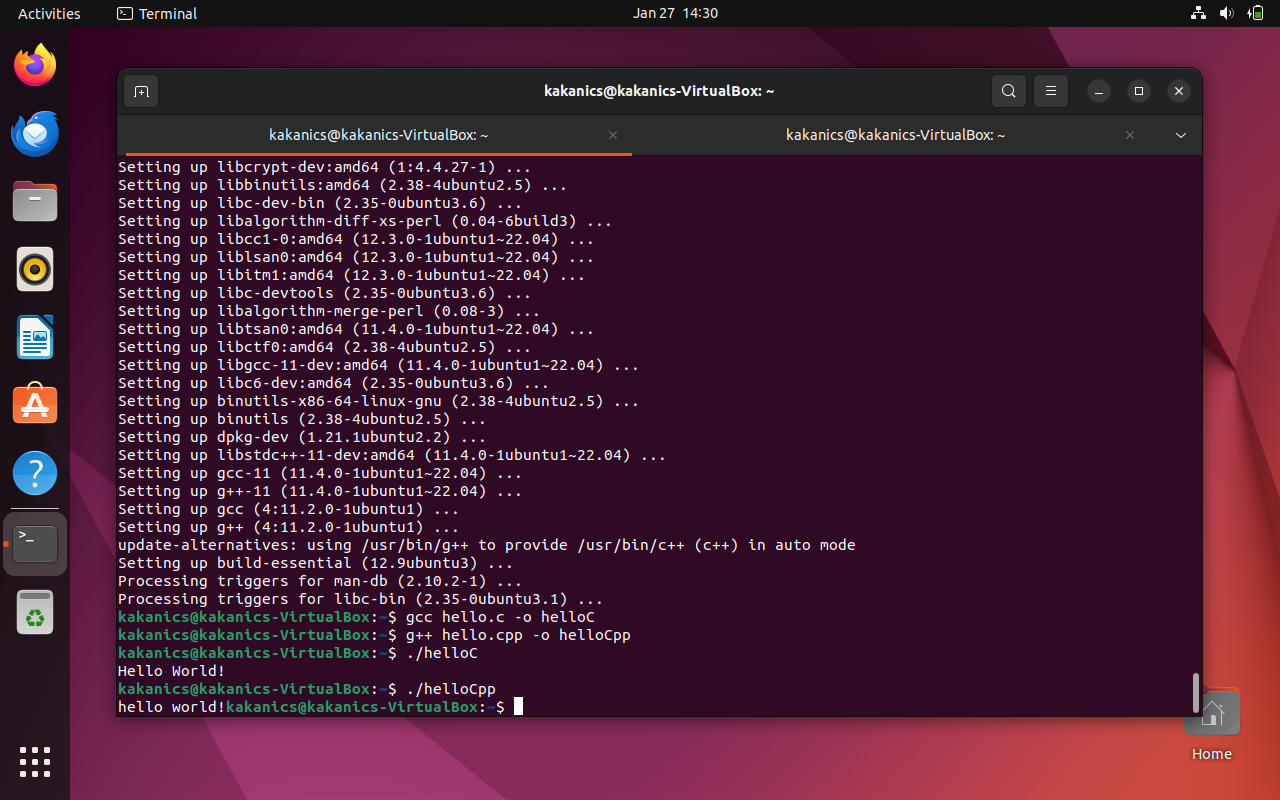 Activities Terminal Jan 27 14:30
kakanics@kakanics-VirtualBox: ~
kakanics@kakanics-VirtualBox: ~ kakanics@kakanics-VirtualBox: ~
Setting up libcrypt-dev:amd64 (1:4.4.27-1) ...
Setting up libbinutils:amd64 (2.38-4ubuntu2.5) ...
Setting up libc-dev-bin (2.35-0ubuntu3.6) ...
Setting up libalgorithm-diff-xs-perl (0.04-6build3) ...
Setting up libcc1-0:amd64 (12.3.0-1ubuntu1~22.04) ...
Setting up liblsan0:amd64 (12.3.0-1ubuntu1~22.04) ...
Setting up libitm1:amd64 (12.3.0-1ubuntu1~22.04) ...
Setting up libc-devtools (2.35-0ubuntu3.6) ...
Setting up libalgorithm-merge-perl (0.08-3) ...
Setting up libtsan0:amd64 (11.4.0-1ubuntu1~22.04) ...
Setting up libctf0:amd64 (2.38-4ubuntu2.5) ...
Setting up libgcc-11-dev:amd64 (11.4.0-1ubuntu1~22.04) ...
Setting up libc6-dev:amd64 (2.35-0ubuntu3.6) ...
Setting up binutils-x86-64-linux-gnu (2.38-4ubuntu2.5) ...
Setting up binutils (2.38-4ubuntu2.5) ...
Setting up dpkg-dev (1.21.1ubuntu2.2) ...
Setting up libstdc++-11-dev:amd64 (11.4.0-1ubuntu1~22.04) ...
Setting up gcc-11 (11.4.0-1ubuntu1~22.04) ...
Setting up g++-11 (11.4.0-1ubuntu1~22.04) ...
Setting up gcc (4:11.2.0-1ubuntu1) ...
Setting up g++ (4:11.2.0-1ubuntu1) ...
update-alternatives: using /usr/bin/g++ to provide /usr/bin/c++ (c++) in auto mode
Setting up build-essential (12.9ubuntu3) ...
Processing triggers for man-db (2.10.2-1) ...
Processing triggers for libc-bin (2.35-0ubuntu3.1) ...
kakanics@kakanics-VirtualBox:~$ gcc hello.c -o helloC
kakanics@kakanics-VirtualBox:~$ g++ hello.cpp -o helloCpp
kakanics@kakanics-VirtualBox:~$ ./helloC
Hello World!
kakanics@kakanics-VirtualBox:~$ ./helloCpp
hello world!kakanics@kakanics-VirtualBox:~$
Home